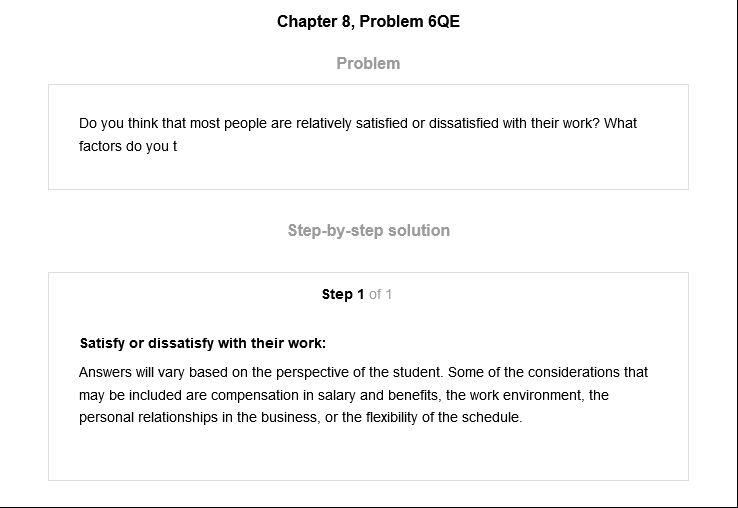 Chapter 8, Problem 6QE
Problem
Do you think that most people are relatively satisfied or dissatisfied with their work? What
factors do you t
Step-by-step solution
Step 1 of 1
Satisfy or dissatisfy with their work:
Answers will vary based on the perspective of the student. Some of the considerations that
may be included are compensation in salary and benefits, the work environment, the
personal relationships in the business, or the flexibility of the schedule.